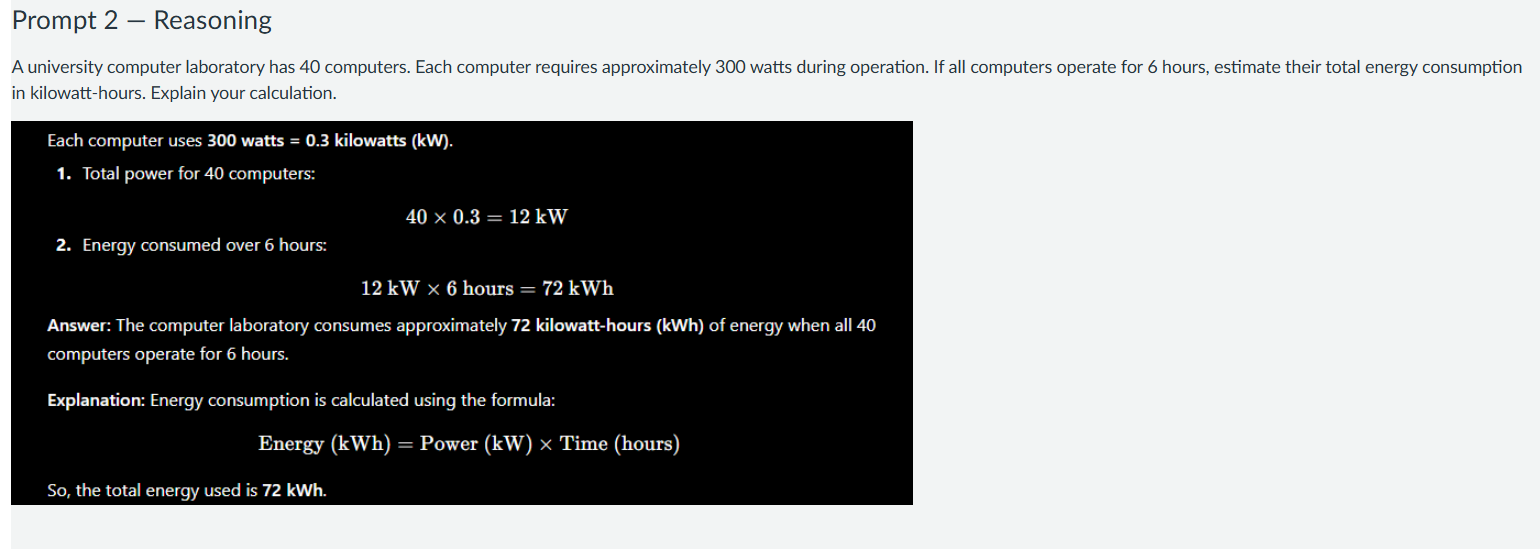 Prompt 2 — Reasoning
A university computer laboratory has 40 computers. Each computer requires approximately 300 watts during operation. If all computers operate for 6 hours, estimate their total energy consumption
in kilowatt-hours. Explain your calculation.
Each computer uses 300 watts = 0.3 kilowatts (kW).
1. Total power for 40 computers:
40 × 0.3 = 12 kW
2. Energy consumed over 6 hours:
12 kW × 6 hours = 72 kWh
Answer: The computer laboratory consumes approximately 72 kilowatt-hours (kWh) of energy when all 40
computers operate for 6 hours.
Explanation: Energy consumption is calculated using the formula:
Energy (kWh) = Power (kW) × Time (hours)
So, the total energy used is 72 kWh.